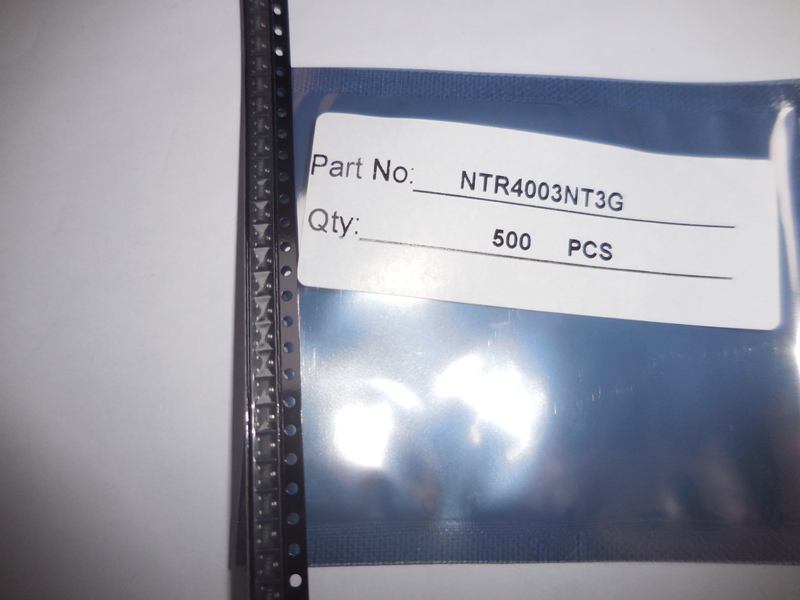 Part No: NTR4003NT3G
Qty: 500 PCS